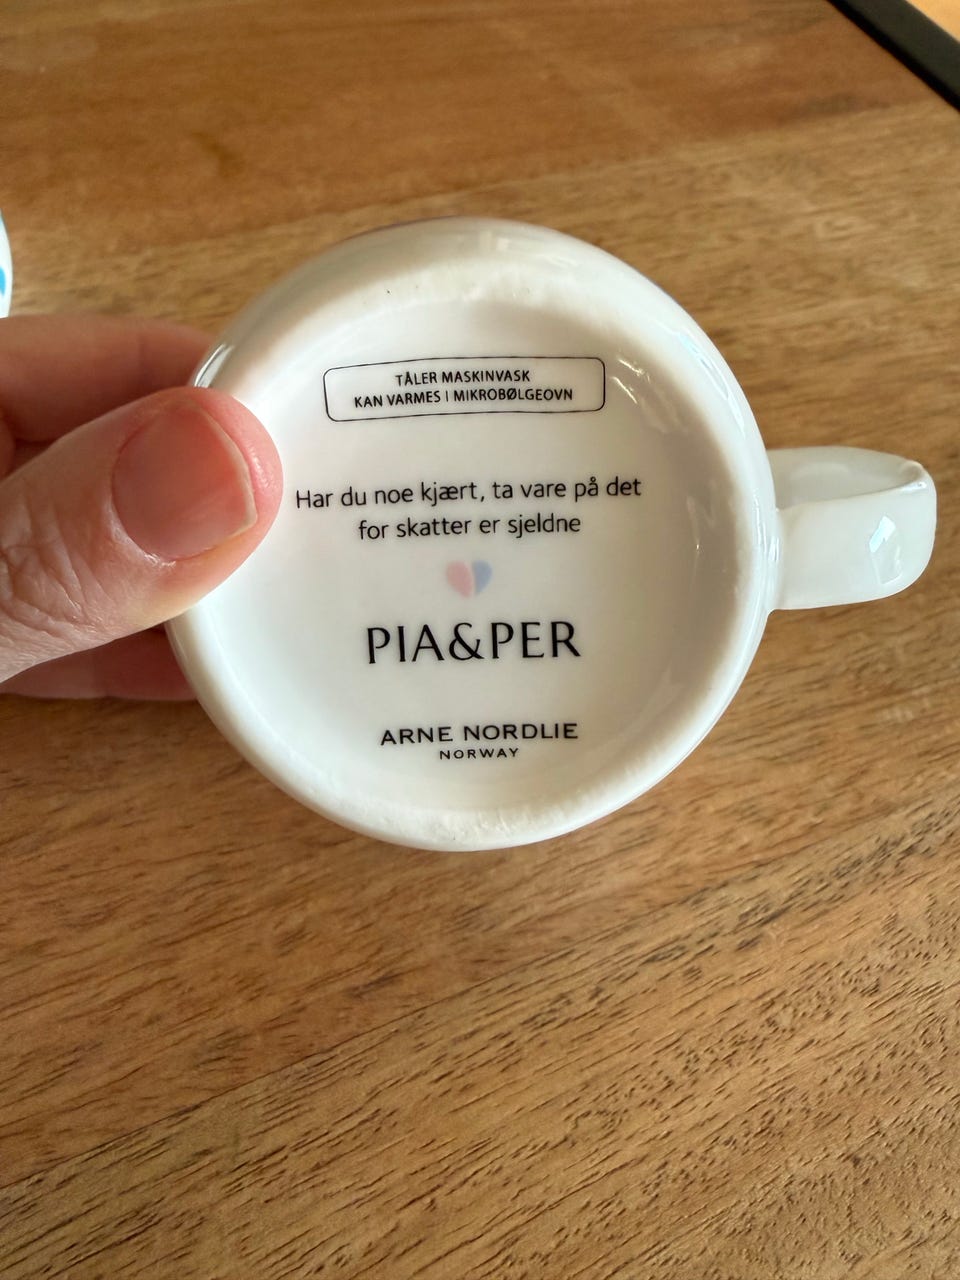 TÅLER MASKINVASK
KAN VARMES I MIKROBØLGEOVN
Har du noe kjært, ta vare på det
for skatter er sjeldne
PIA&PER
ARNE NORDLIE
NORWAY